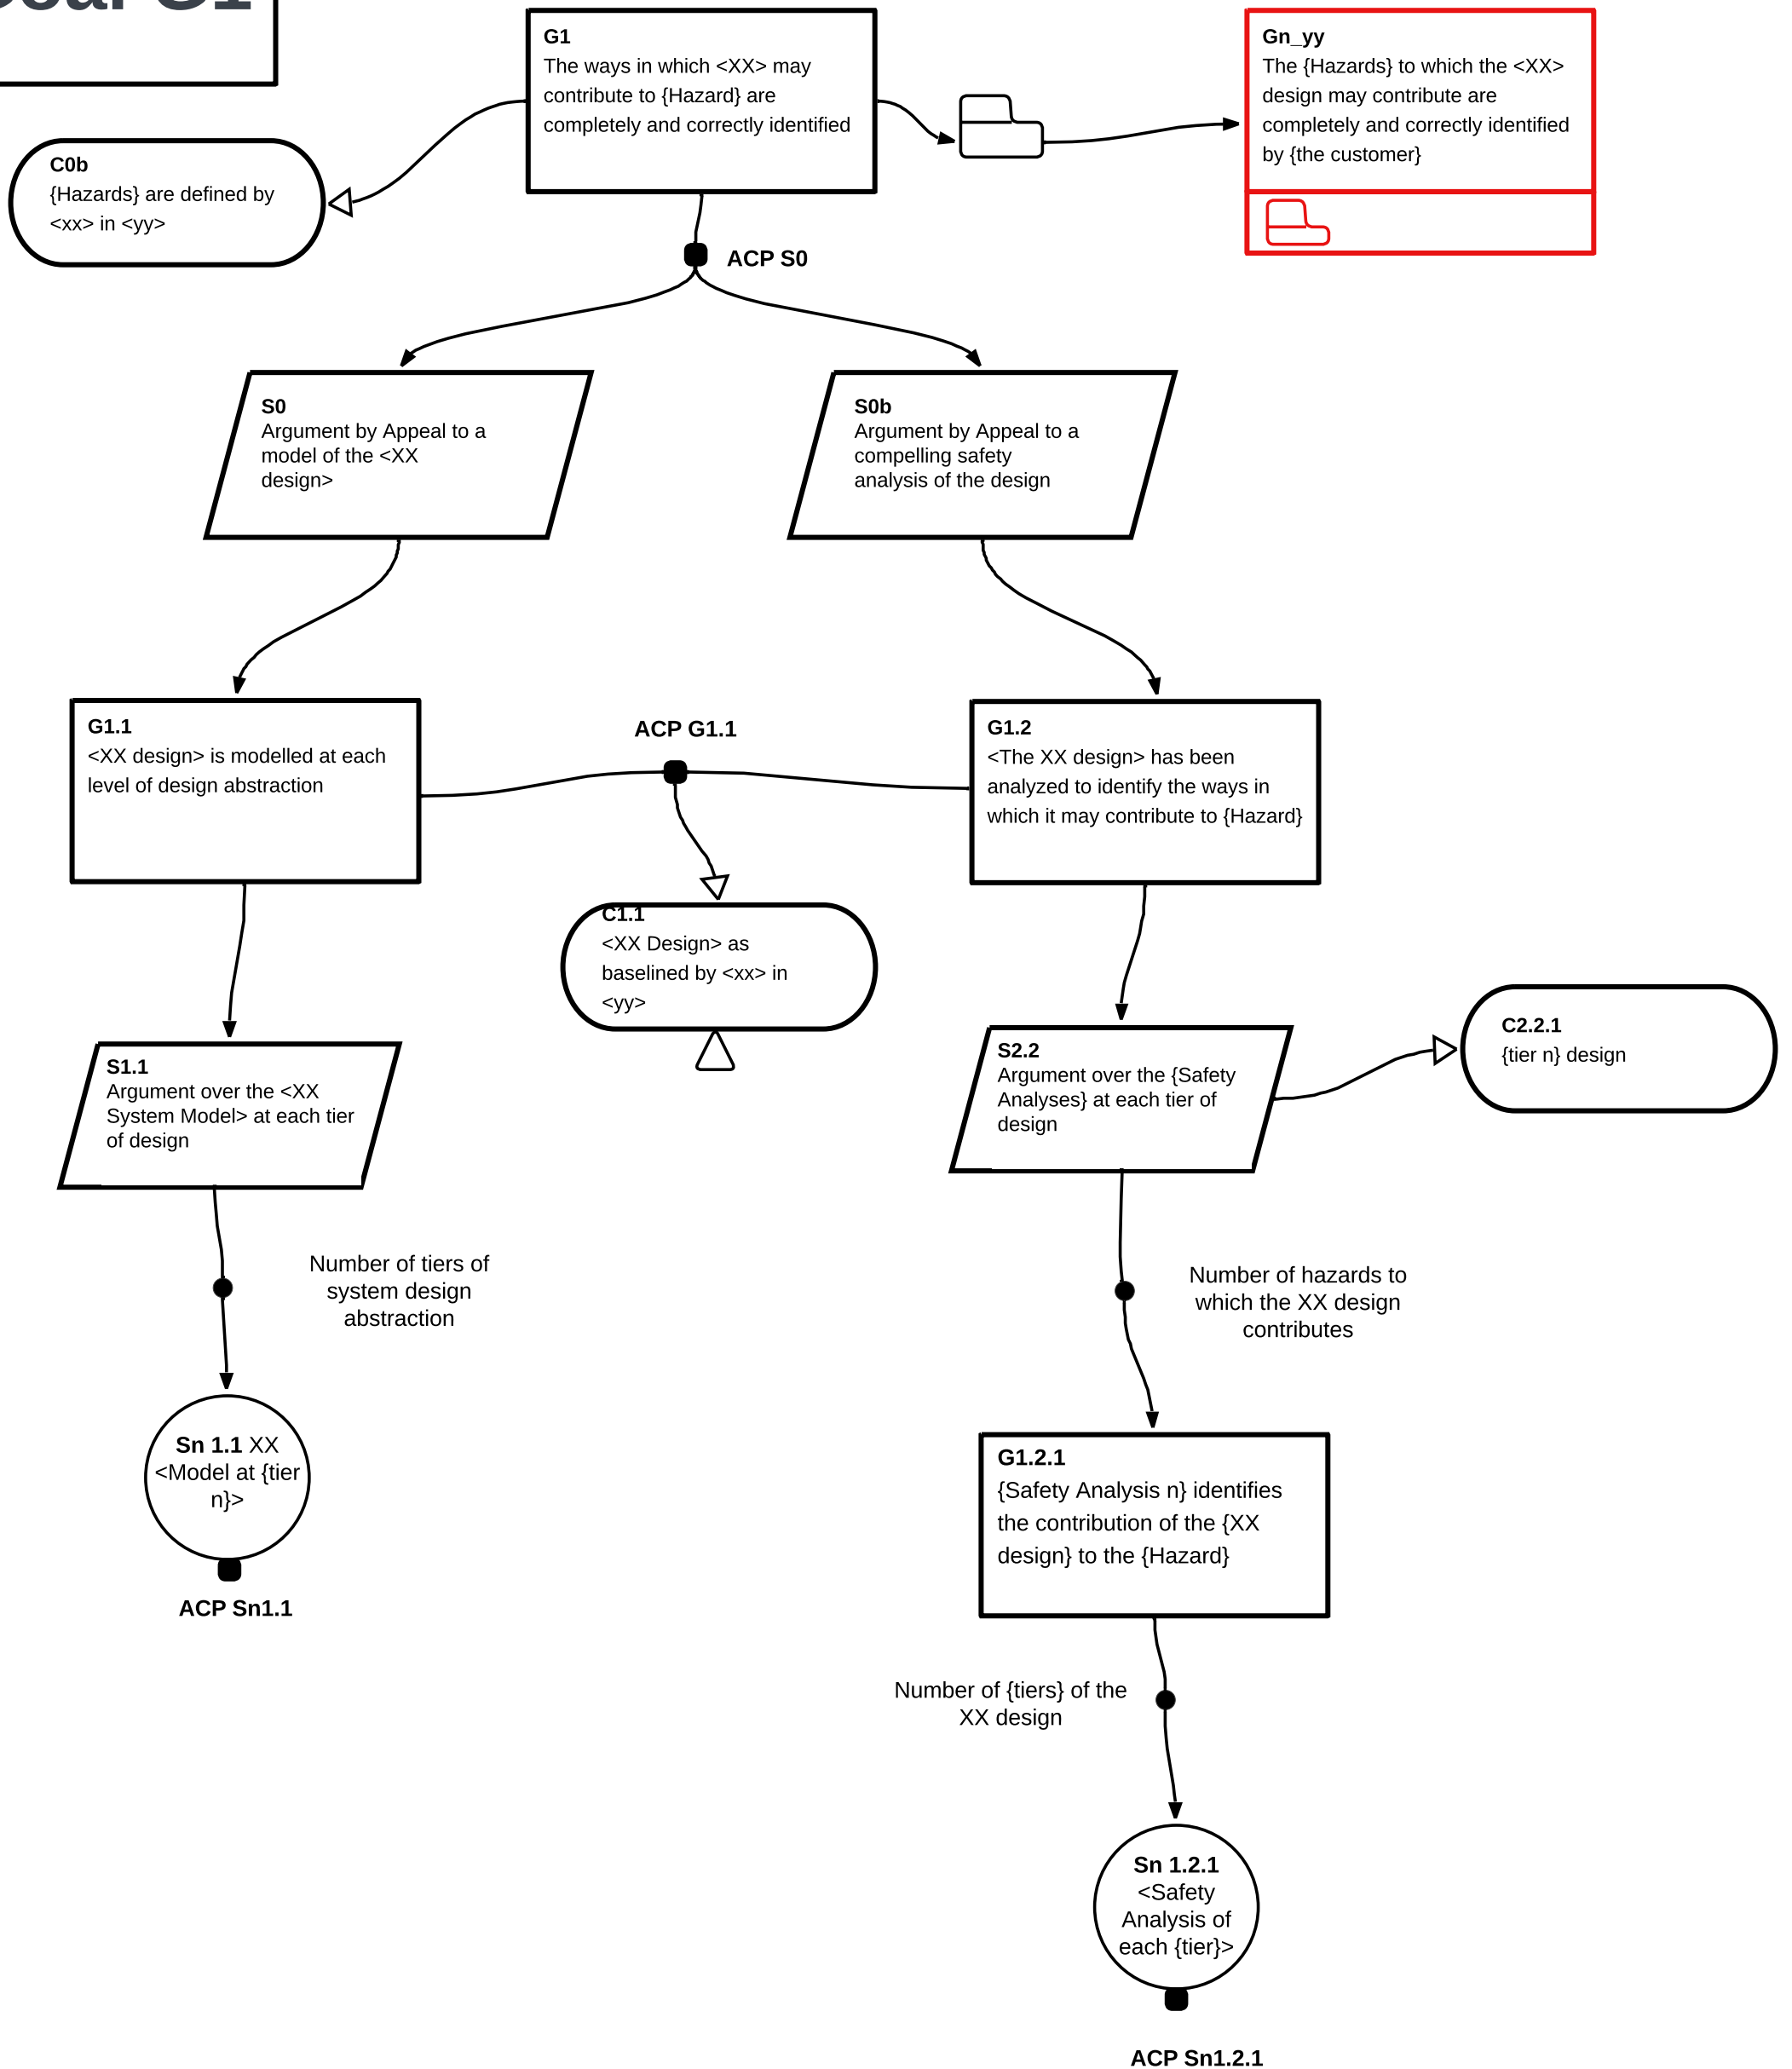 G1
G1
The ways in which <XX> may
contribute to {Hazard} are
completely and correctly identified
Gn_yy
The {Hazards} to which the <XX>
design may contribute are
completely and correctly identified
by {the customer}
C0b
{Hazards} are defined by
<xx> in <yy>
ACP S0
S0
Argument by Appeal to a
model of the <XX
design>
S0b
Argument by Appeal to a
compelling safety
analysis of the design
G1.1
<XX design> is modelled at each
level of design abstraction
ACP G1.1
G1.2
<The XX design> has been
analyzed to identify the ways in
which it may contribute to {Hazard}
C1.1
<XX Design> as
baselined by <xx> in
<yy>
S1.1
Argument over the <XX
System Model> at each tier
of design
S2.2
Argument over the {Safety
Analyses} at each tier of
design
C2.2.1
{tier n} design
Number of tiers of
system design
abstraction
Number of hazards to
which the XX design
contributes
Sn 1.1 XX
<Model at {tier
n}>
ACP Sn1.1
G1.2.1
{Safety Analysis n} identifies
the contribution of the {XX
design} to the {Hazard}
Number of {tiers} of the
XX design
Sn 1.2.1
<Safety
Analysis of
each {tier}>
ACP Sn1.2.1